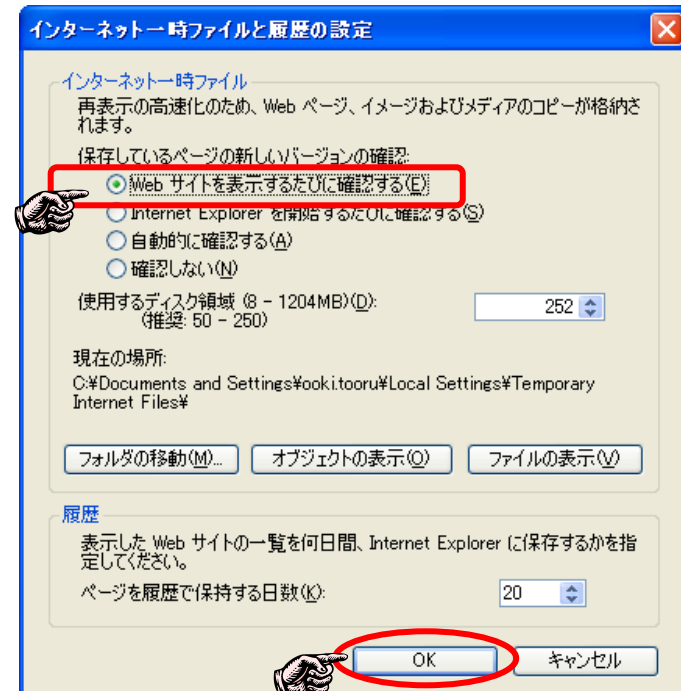 インターネット一時ファイルと履歴の設定
インターネット一時ファイル
再表示の高速化のため、Web ページ、イメージおよびメディアのコピーが格納さ
れます。
保存しているページの新しいバージョンの確認:
Web サイトを表示するたびに確認する(E)
Internet Explorer を開始するたびに確認する(S)
自動的に確認する(A)
確認しない(N)
使用するディスク領域 (8 - 1204MB)(D): 252
(推奨: 50 - 250)
現在の場所:
C:¥Documents and Settings¥ooki.tooru¥Local Settings¥Temporary
Internet Files¥
フォルダの移動(M)... オブジェクトの表示(O) ファイルの表示(V)
履歴
表示した Web サイトの一覧を何日間、Internet Explorer に保存するかを指
定してください。
ページを履歴で保持する日数(K): 20
OK キャンセル